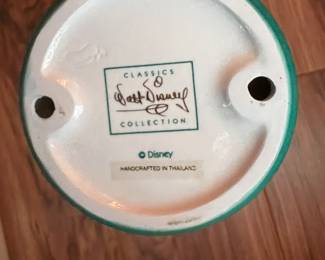 CLASSICS
Walt Disney
COLLECTION
© Disney
HANDCRAFTED IN THAILAND